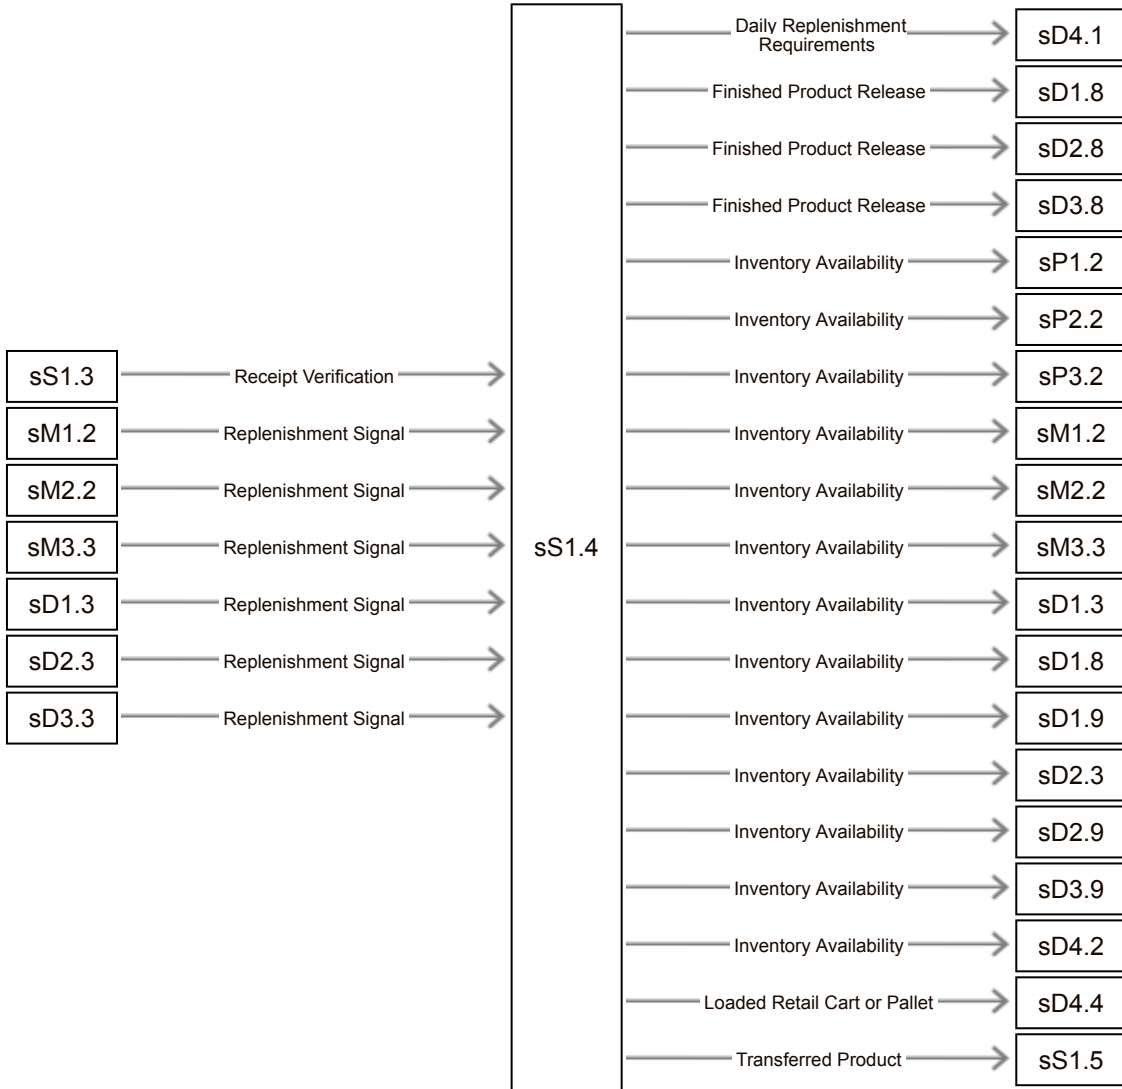 Daily Replenishment
Requirements
sD4.1
Finished Product Release
sD1.8
Finished Product Release
sD2.8
Finished Product Release
sD3.8
Inventory Availability
sP1.2
Inventory Availability
sP2.2
sS1.3
Receipt Verification
Inventory Availability
sP3.2
sM1.2
Replenishment Signal
Inventory Availability
sM1.2
sM2.2
Replenishment Signal
Inventory Availability
sM2.2
sM3.3
Replenishment Signal
sS1.4
Inventory Availability
sM3.3
sD1.3
Replenishment Signal
Inventory Availability
sD1.3
sD2.3
Replenishment Signal
Inventory Availability
sD1.8
sD3.3
Replenishment Signal
Inventory Availability
sD1.9
Inventory Availability
sD2.3
Inventory Availability
sD2.9
Inventory Availability
sD3.9
Inventory Availability
sD4.2
Loaded Retail Cart or Pallet
sD4.4
Transferred Product
sS1.5